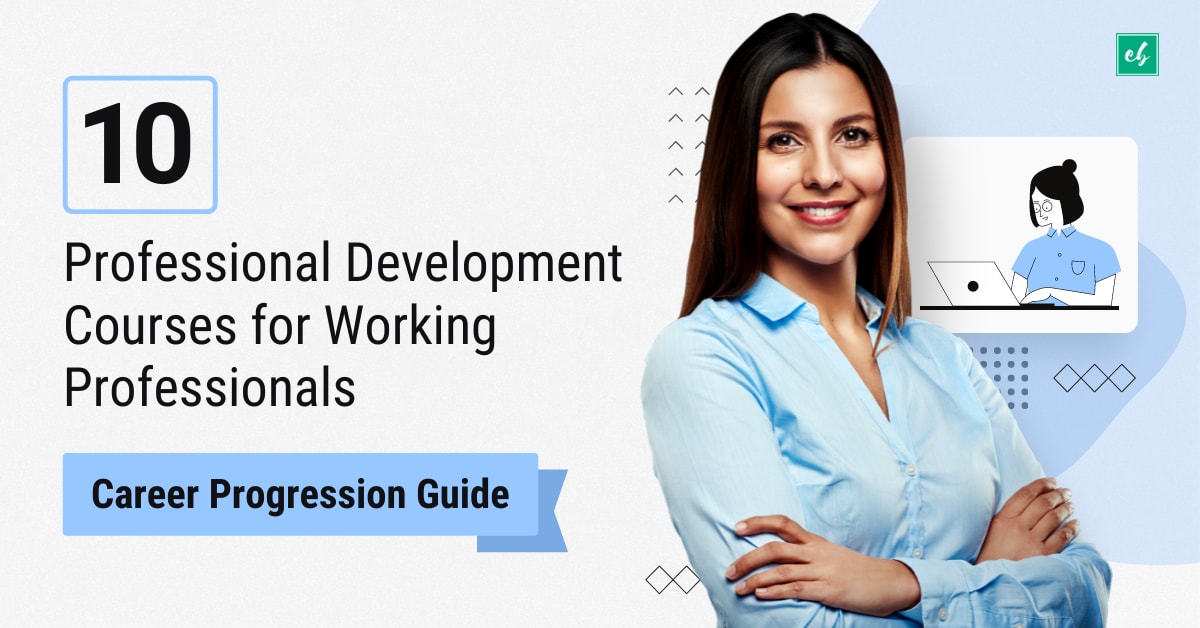 10
Professional Development
Courses for Working
Professionals
Career Progression Guide
eb